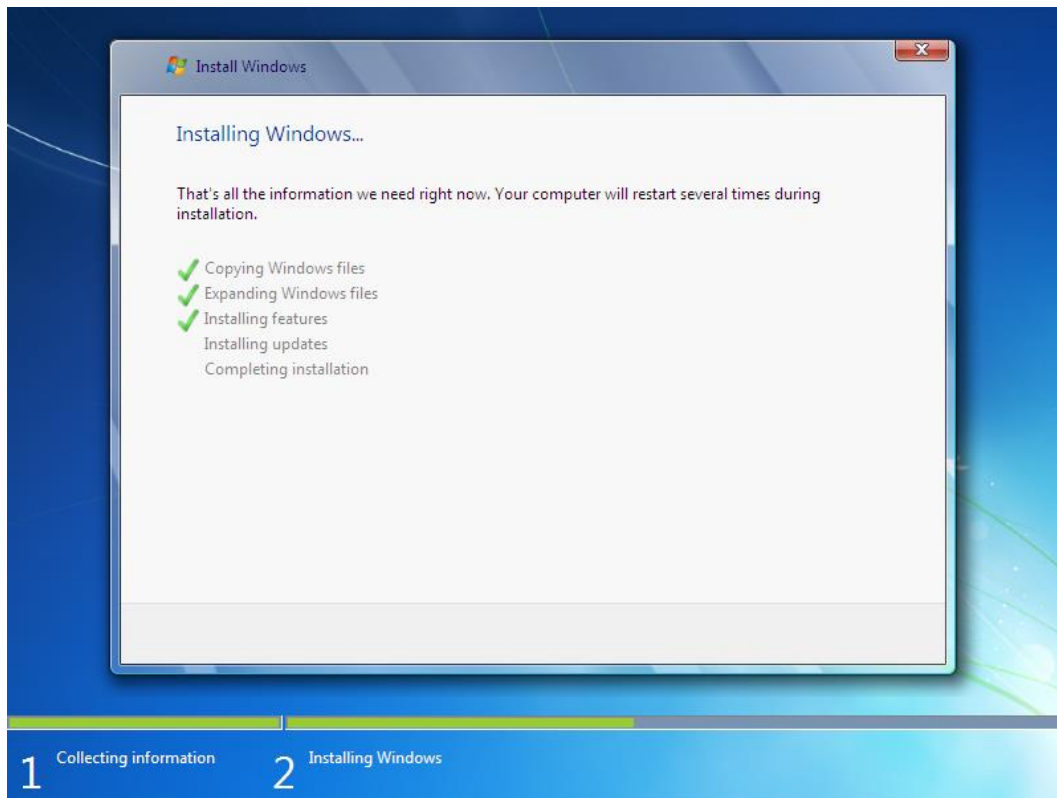 Install Windows
Installing Windows...
That's all the information we need right now. Your computer will restart several times during
installation.
Copying Windows files
Expanding Windows files
Installing features
Installing updates
Completing installation
1 Collecting information 2 Installing Windows